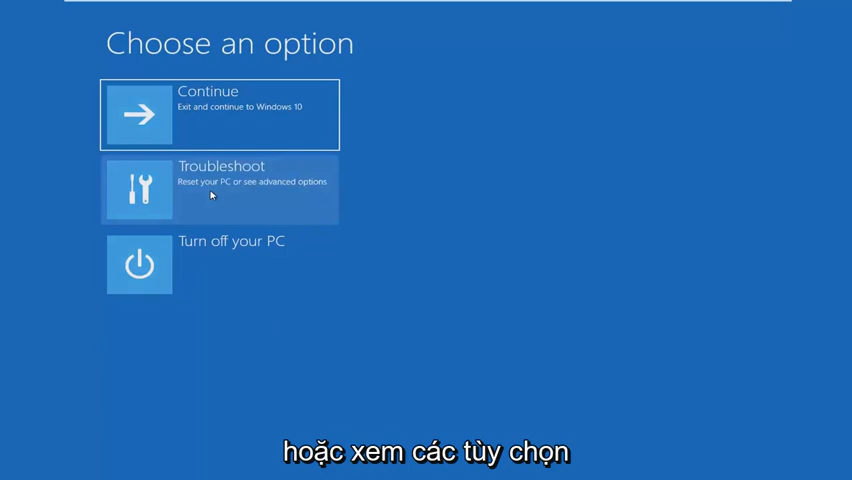 Choose an option
Continue
Exit and continue to Windows 10
Troubleshoot
Reset your PC or see advanced options
Turn off your PC
hoặc xem các tùy chọn